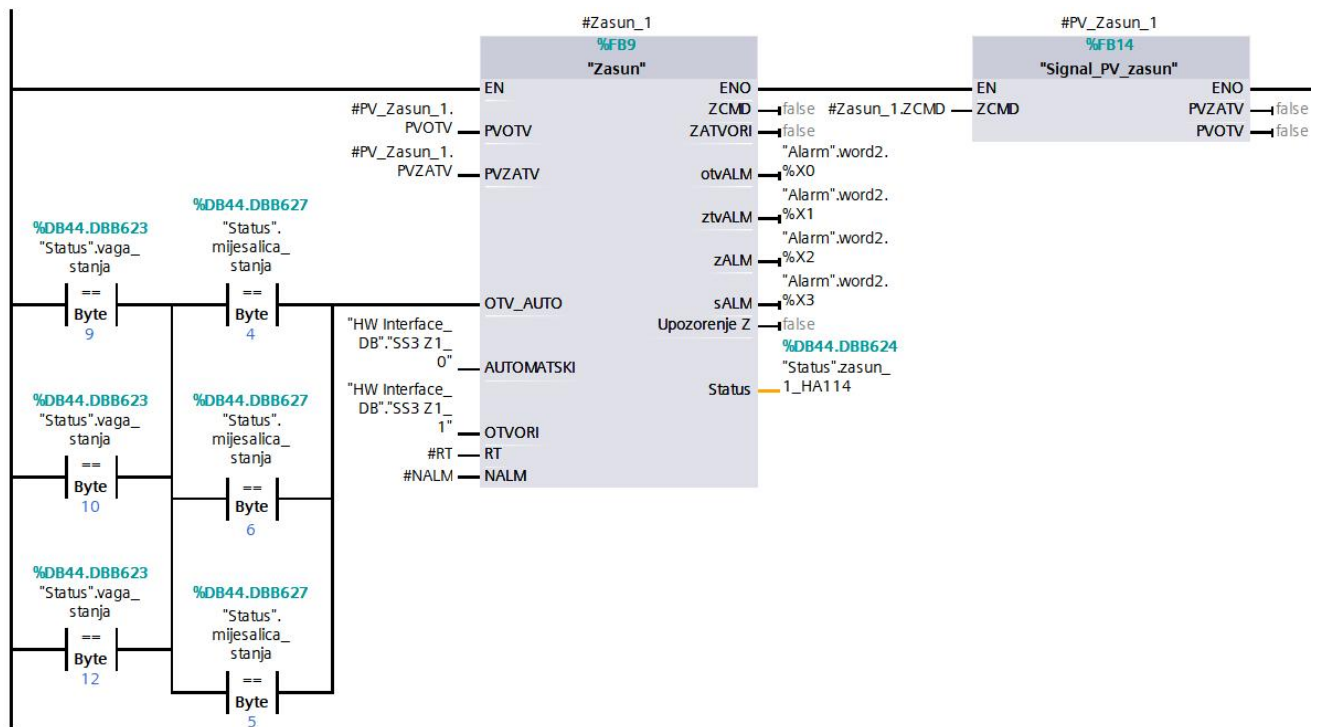 #Zasun_1
%FB9
"Zasun"
EN
ENO
#PV_Zasun_1.
PVOTV
PVOTV
ZCMD
false
#PV_Zasun_1.
PVZATV
PVZATV
ZATVORI
false
"Alarm".word2.
%X0
otvALM
"Alarm".word2.
%X1
ztvALM
"Alarm".word2.
%X2
zALM
"Alarm".word2.
%X3
sALM
Upozorenje Z
false
%DB44.DBB624
"Status".zasun_
1_HA114
Status
OTV_AUTO
"HW Interface_
DB"."SS3 Z1_
0"
AUTOMATSKI
"HW Interface_
DB"."SS3 Z1_
1"
OTVORI
#RT
RT
#NALM
NALM
#PV_Zasun_1
%FB14
"Signal_PV_zasun"
EN
ENO
#Zasun_1.ZCMD
ZCMD
PVZATV
false
PVOTV
false
%DB44.DBB623
"Status".vaga_
stanja
==
Byte
9
%DB44.DBB627
"Status".
mijesalica_
stanja
==
Byte
4
%DB44.DBB623
"Status".vaga_
stanja
==
Byte
10
%DB44.DBB627
"Status".
mijesalica_
stanja
==
Byte
6
%DB44.DBB623
"Status".vaga_
stanja
==
Byte
12
%DB44.DBB627
"Status".
mijesalica_
stanja
==
Byte
5